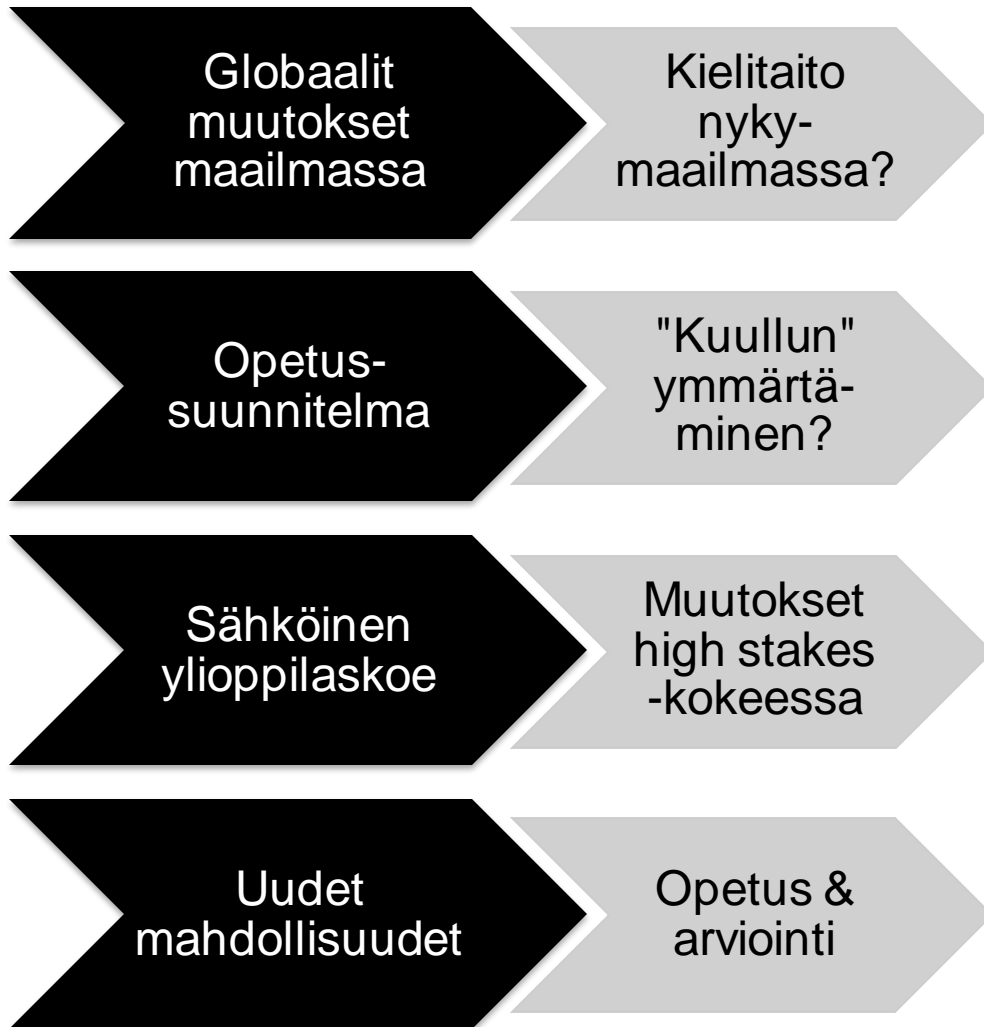 Globaalit
muutokset
maailmassa
Kielitaito
nyky-
maailmassa?
Opetus-
suunnitelma
"Kuullun"
ymmärtä-
minen?
Sähköinen
ylioppilaskoe
Muutokset
high stakes
-kokeessa
Uudet
mahdollisuudet
Opetus &
arviointi